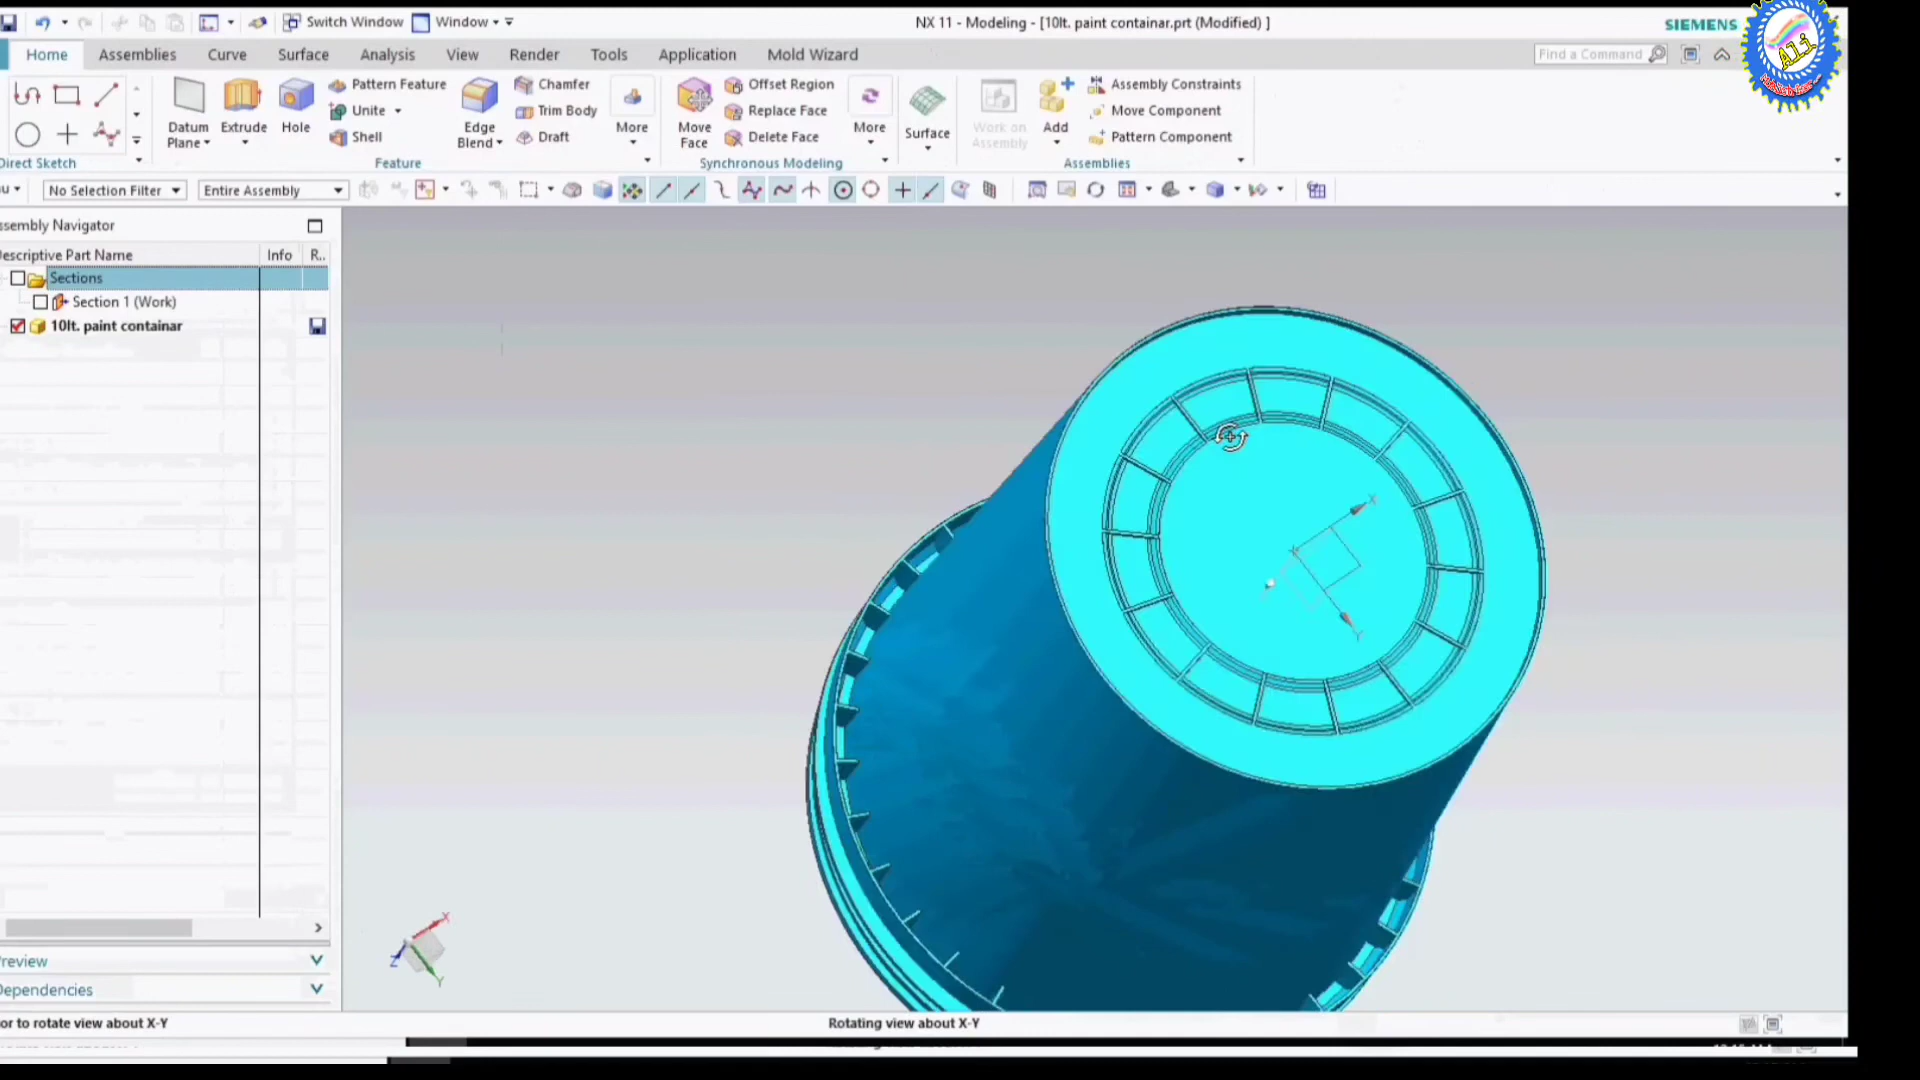 Switch Window Window NX 11 - Modeling - [10lt. paint containar.prt (Modified) ] SIEMENS
Home Assemblies Curve Surface Analysis View Render Tools Application Mold Wizard Find a Command
Pattern Feature Chamfer Offset Region Assembly Constraints
Unite Trim Body Replace Face Move Component
Shell Draft Delete Face Pattern Component
Datum Plane Extrude Hole Edge Blend More Move Face More Surface Work on Assembly Add
Direct Sketch Feature Synchronous Modeling Assemblies
No Selection Filter Entire Assembly
ssembly Navigator
Descriptive Part Name Info R..
Sections
Section 1 (Work)
10lt. paint containar
X
Y
X
Z
Y
review
Dependencies
or to rotate view about X-Y Rotating view about X-Y
Ali